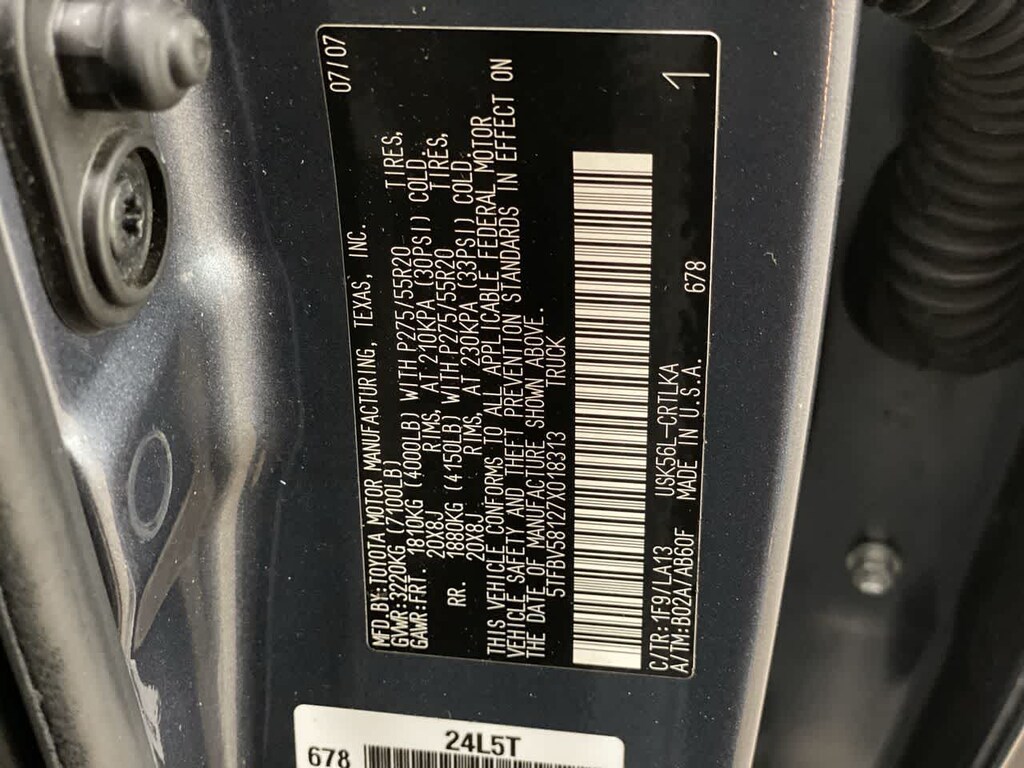 MFD.BY:TOYOTA MOTOR MANUFACTURING, TEXAS, INC. 07/07
GVWR:3220KG (7100LB)
GAWR:FRT. 1810KG (4000LB) WITH P275/55R20 TIRES,
20X8J RIMS, AT 210KPA (30PSI) COLD.
RR. 1880KG (4150LB) WITH P275/55R20 TIRES,
20X8J RIMS, AT 230KPA (33PSI) COLD.
THIS VEHICLE CONFORMS TO ALL APPLICABLE FEDERAL MOTOR
VEHICLE SAFETY AND THEFT PREVENTION STANDARDS IN EFFECT ON
THE DATE OF MANUFACTURE SHOWN ABOVE.
5TFBV58127X018313 TRUCK
C/TR:1F9/LA13 USK56L-CRTLKA 1
A/TM:B02A/AB60F MADE IN U.S.A. 678
24L5T
678